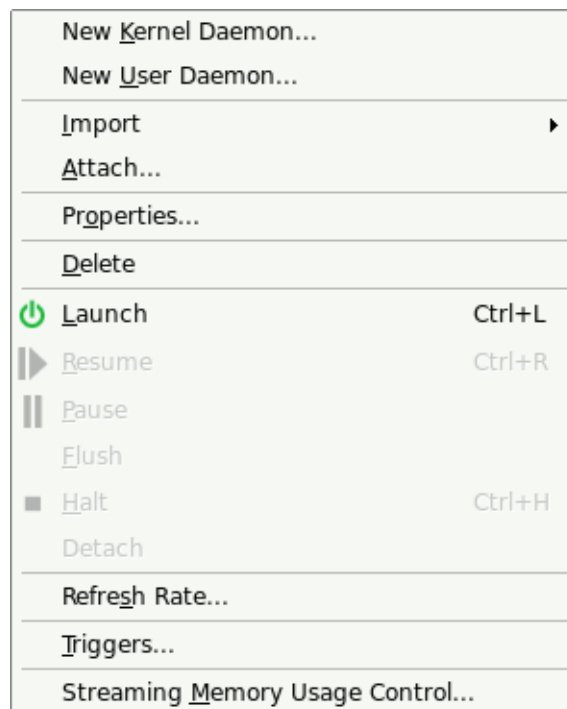 New Kernel Daemon...
New User Daemon...
Import
Attach...
Properties...
Delete
Launch Ctrl+L
Resume Ctrl+R
Pause
Flush
Halt Ctrl+H
Detach
Refresh Rate...
Triggers...
Streaming Memory Usage Control...